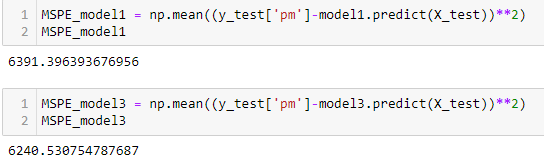 1 MSPE_model1 = np.mean((y_test['pm']-model1.predict(X_test))**2)
2 MSPE_model1
6391.396393676956
1 MSPE_model3 = np.mean((y_test['pm']-model3.predict(X_test))**2)
2 MSPE_model3
6240.530754787687